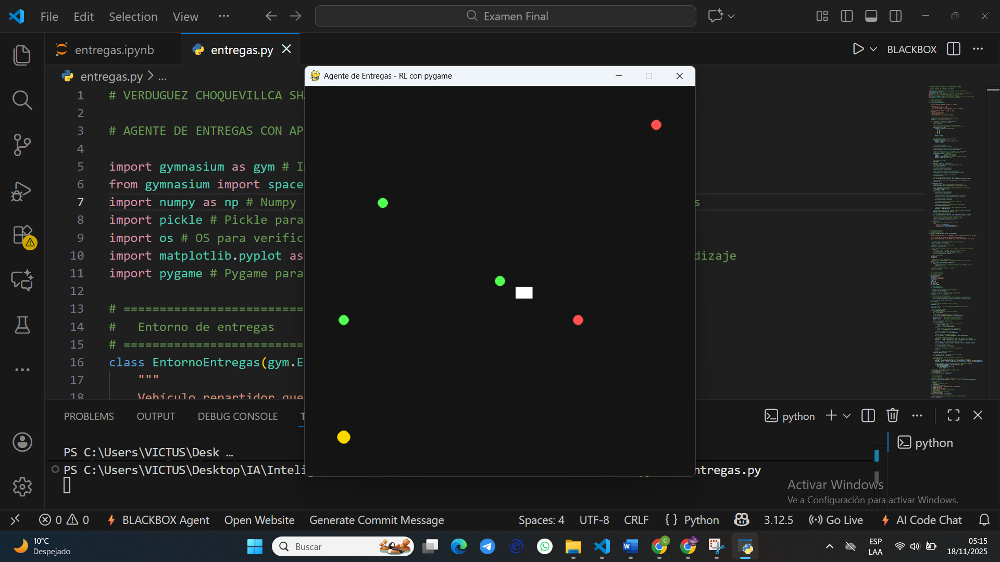 File Edit Selection View ··· Examen Final
entregas.ipynb entregas.py BLACKBOX
entregas.py > ...
Agente de Entregas - RL con pygame
1 # VERDUGUEZ CHOQUEVILLCA
2
3 # AGENTE DE ENTREGAS CON
4
5 import gymnasium as gym #
6 from gymnasium import
7 import numpy as np # Numpy
8 import pickle # Pickle para
9 import os # OS para
10 import matplotlib.pyplot as
11 import pygame # Pygame para
12
13 # ==========================
14 # Entorno de entregas
15 # ==========================
16 class EntornoEntregas(gym.
17 """
18 Vehículo repartidor que
PROBLEMS OUTPUT DEBUG CONSOLE python
PS C:\Users\VICTUS\Desk …
PS C:\Users\VICTUS\Desktop\IA\ ntregas.py
python
Activar Windows
Ve a Configuración para activar Windows.
0 0 BLACKBOX Agent Open Website Generate Commit Message Spaces: 4 UTF-8 CRLF { } Python 3.12.5 Go Live AI Code Chat
10°C
Despejado
Buscar
ESP
LAA
05:15
18/11/2025